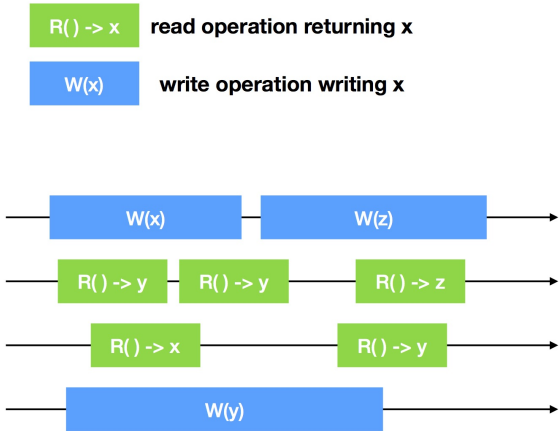 R( ) -> x read operation returning x
W(x) write operation writing x
W(x) W(z)
R( ) -> y R( ) -> y R( ) -> z
R( ) -> x R( ) -> y
W(y)